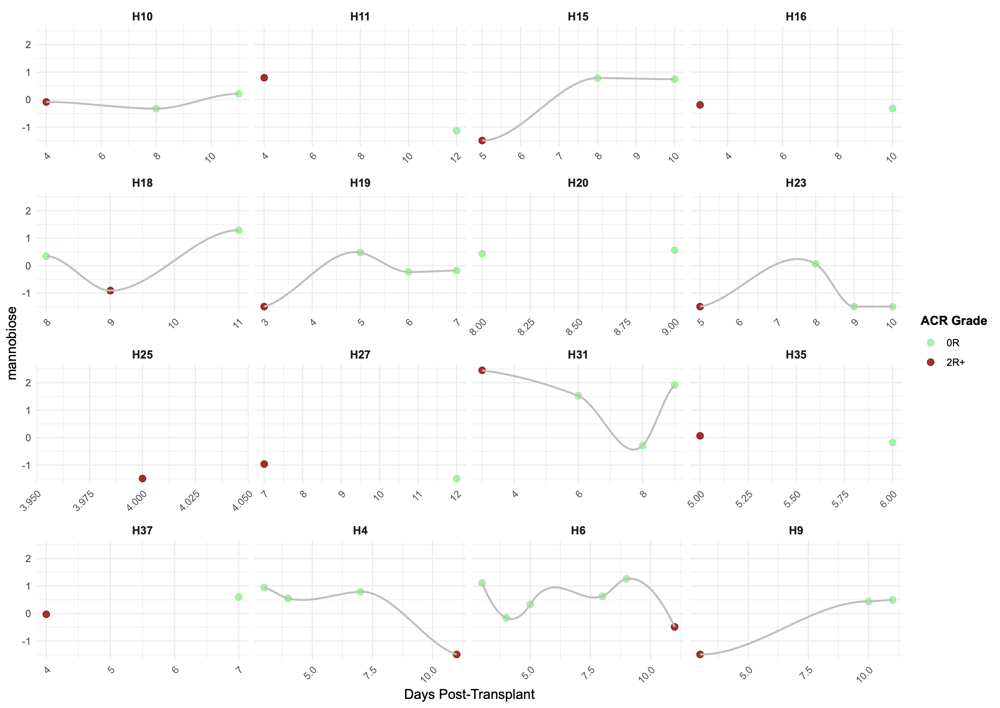 H10 H11 H15 H16
2
1
0
-1
4 6 8 10 4 6 8 10 12 5 6 7 8 9 10 4 6 8 10
H18 H19 H20 H23
2
1
0
-1
8 9 10 11 3 4 5 6 7 8.00 8.25 8.50 8.75 9.00 5 6 7 8 9 10
mannobiose
ACR Grade
0R
2R+
H25 H27 H31 H35
2
1
0
-1
3.950 3.975 4.000 4.025 4.050 7 8 9 10 11 12 4 6 8 5.00 5.25 5.50 5.75 6.00
H37 H4 H6 H9
2
1
0
-1
4 5 6 7 5.0 7.5 10.0 5.0 7.5 10.0 5.0 7.5 10.0
Days Post-Transplant